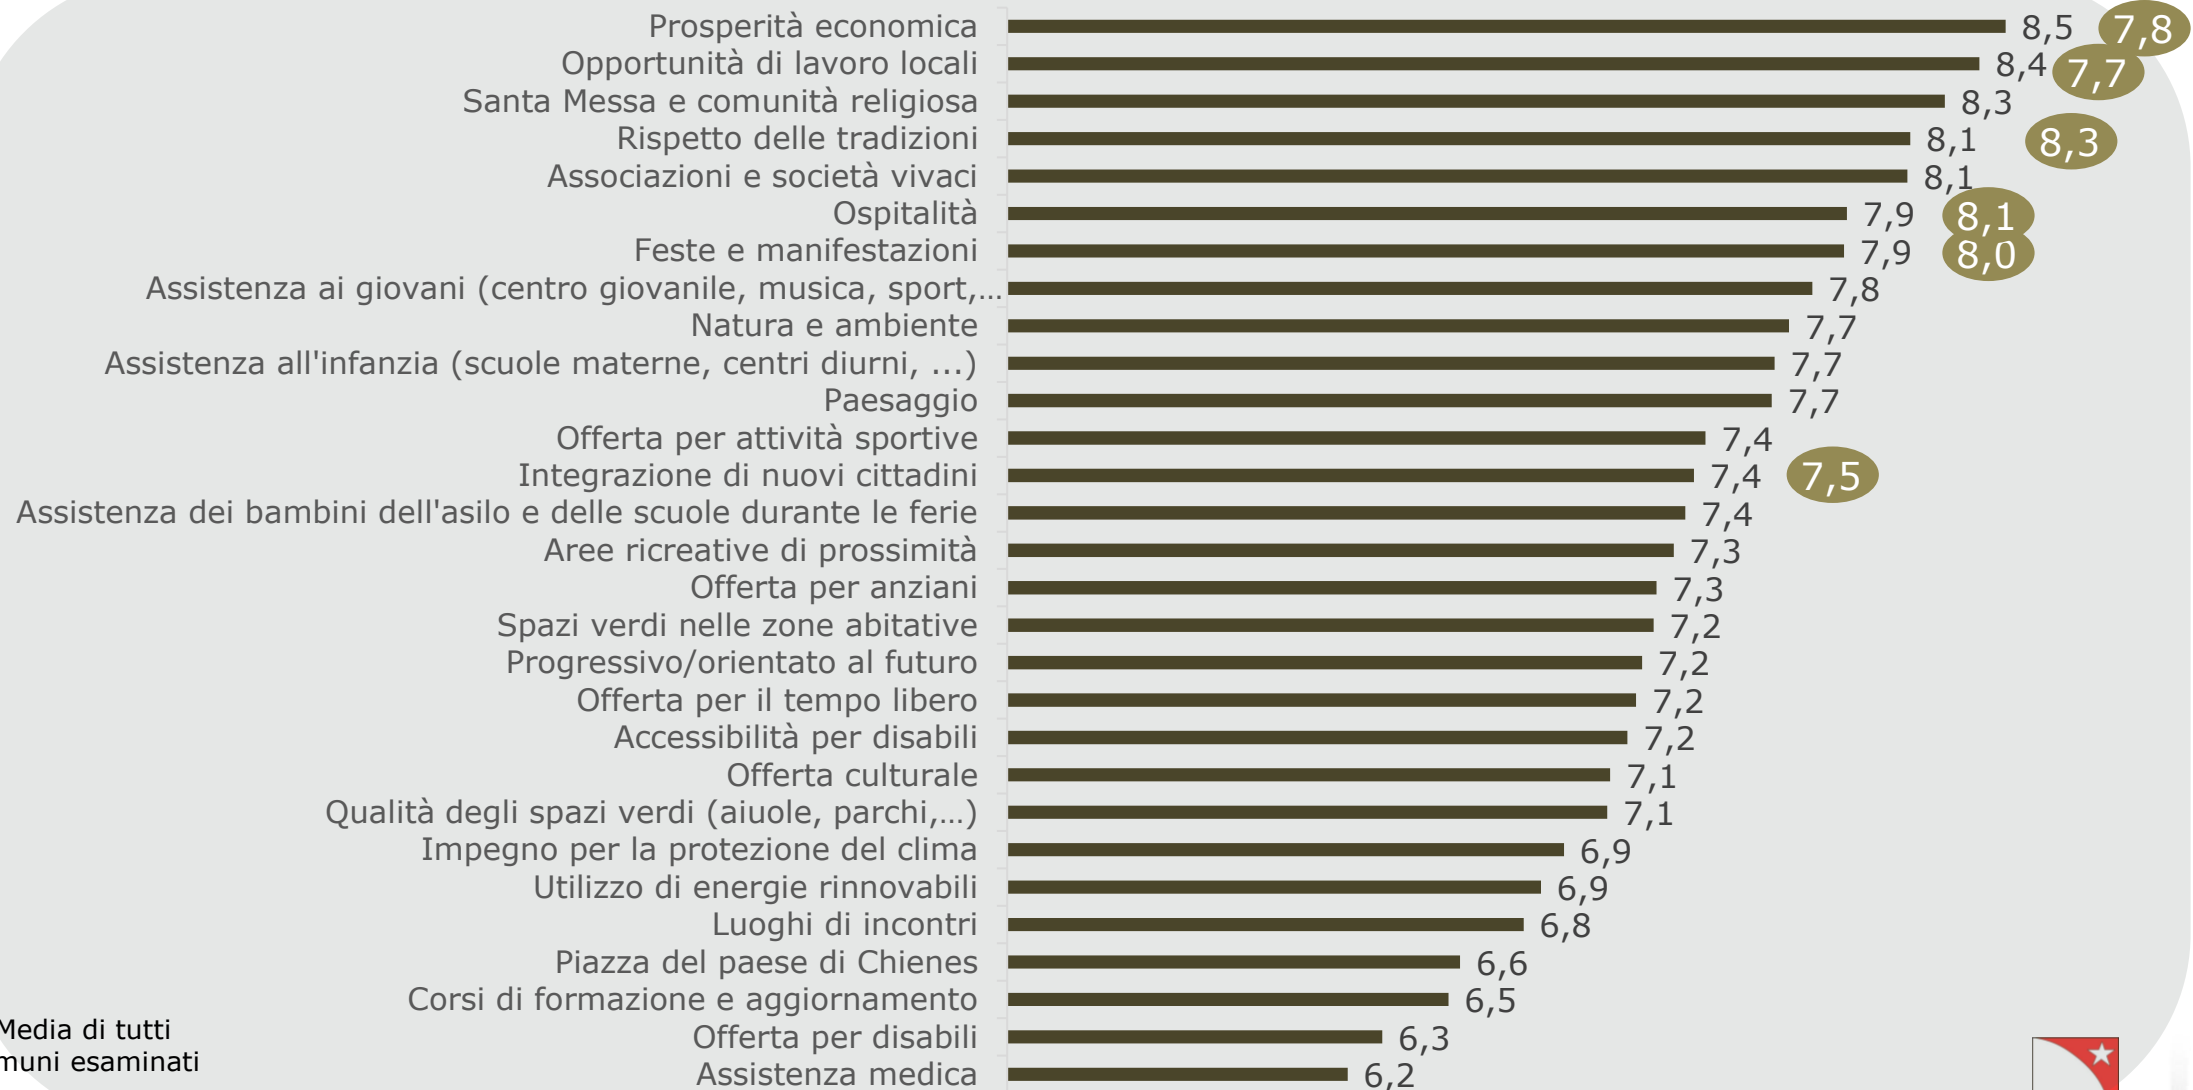 Prosperità economica 8,5 7,8
Opportunità di lavoro locali 8,4 7,7
Santa Messa e comunità religiosa 8,3
Rispetto delle tradizioni 8,1 8,3
Associazioni e società vivaci 8,1
Ospitalità 7,9 8,1
Feste e manifestazioni 7,9 8,0
Assistenza ai giovani (centro giovanile, musica, sport,… 7,8
Natura e ambiente 7,7
Assistenza all'infanzia (scuole materne, centri diurni, ...) 7,7
Paesaggio 7,7
Offerta per attività sportive 7,4
Integrazione di nuovi cittadini 7,4 7,5
Assistenza dei bambini dell'asilo e delle scuole durante le ferie 7,4
Aree ricreative di prossimità 7,3
Offerta per anziani 7,3
Spazi verdi nelle zone abitative 7,2
Progressivo/orientato al futuro 7,2
Offerta per il tempo libero 7,2
Accessibilità per disabili 7,2
Offerta culturale 7,1
Qualità degli spazi verdi (aiuole, parchi,…) 7,1
Impegno per la protezione del clima 6,9
Utilizzo di energie rinnovabili 6,9
Luoghi di incontri 6,8
Piazza del paese di Chienes 6,6
Corsi di formazione e aggiornamento 6,5
Offerta per disabili 6,3
Assistenza medica 6,2
Media di tutti
muni esaminati